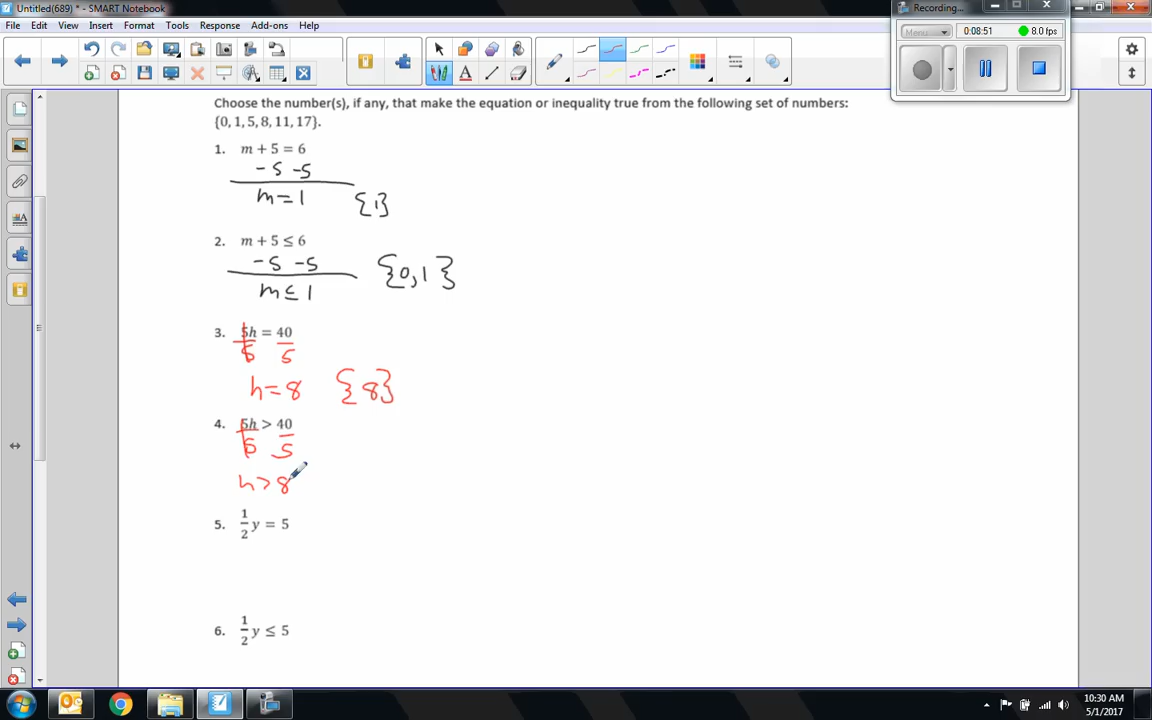 Untitled(689) * - SMART Notebook
Recording...
File Edit View Insert Format Tools Response Add-ons Help
Menu
0:08:51
8.0 fps
Choose the number(s), if any, that make the equation or inequality true from the following set of numbers:
{0, 1, 5, 8, 11, 17}.
1. m + 5 = 6
-5 -5
m = 1 {1}
2. m + 5 ≤ 6
-5 -5 {0,1}
m ≤ 1
3. 5h = 40
5 5
h = 8 {8}
4. 5h > 40
5 5
h > 8
5. 1/2 y = 5
6. 1/2 y ≤ 5
10:30 AM
5/1/2017